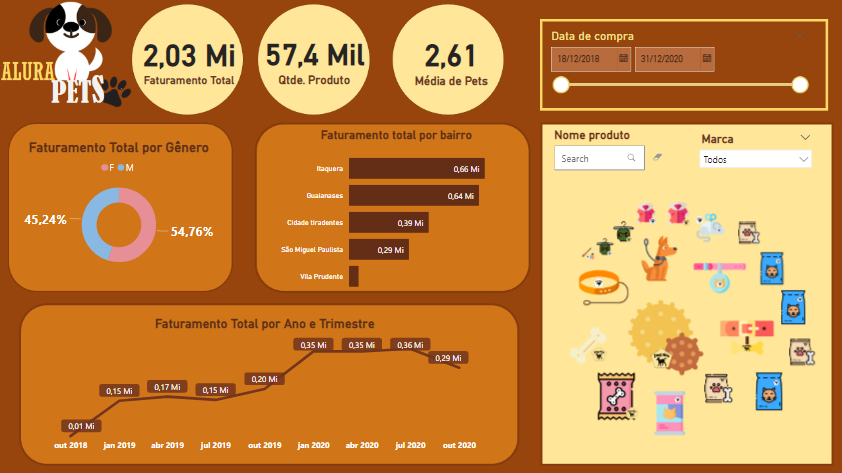 ALURA
PETS
2,03 Mi
Faturamento Total
57,4 Mil
Qtde. Produto
2,61
Média de Pets
Data de compra
18/12/2018
31/12/2020
Faturamento Total por Gênero
F M
45,24%
54,76%
Faturamento total por bairro
Itaquera 0,66 Mi
Guaianases 0,64 Mi
Cidade tiradentes 0,39 Mi
São Miguel Paulista 0,29 Mi
Vila Prudente
Nome produto
Search
Marca
Todos
Faturamento Total por Ano e Trimestre
0,01 Mi
0,15 Mi
0,17 Mi
0,15 Mi
0,20 Mi
0,35 Mi
0,35 Mi
0,36 Mi
0,29 Mi
out 2018 jan 2019 abr 2019 jul 2019 out 2019 jan 2020 abr 2020 jul 2020 out 2020